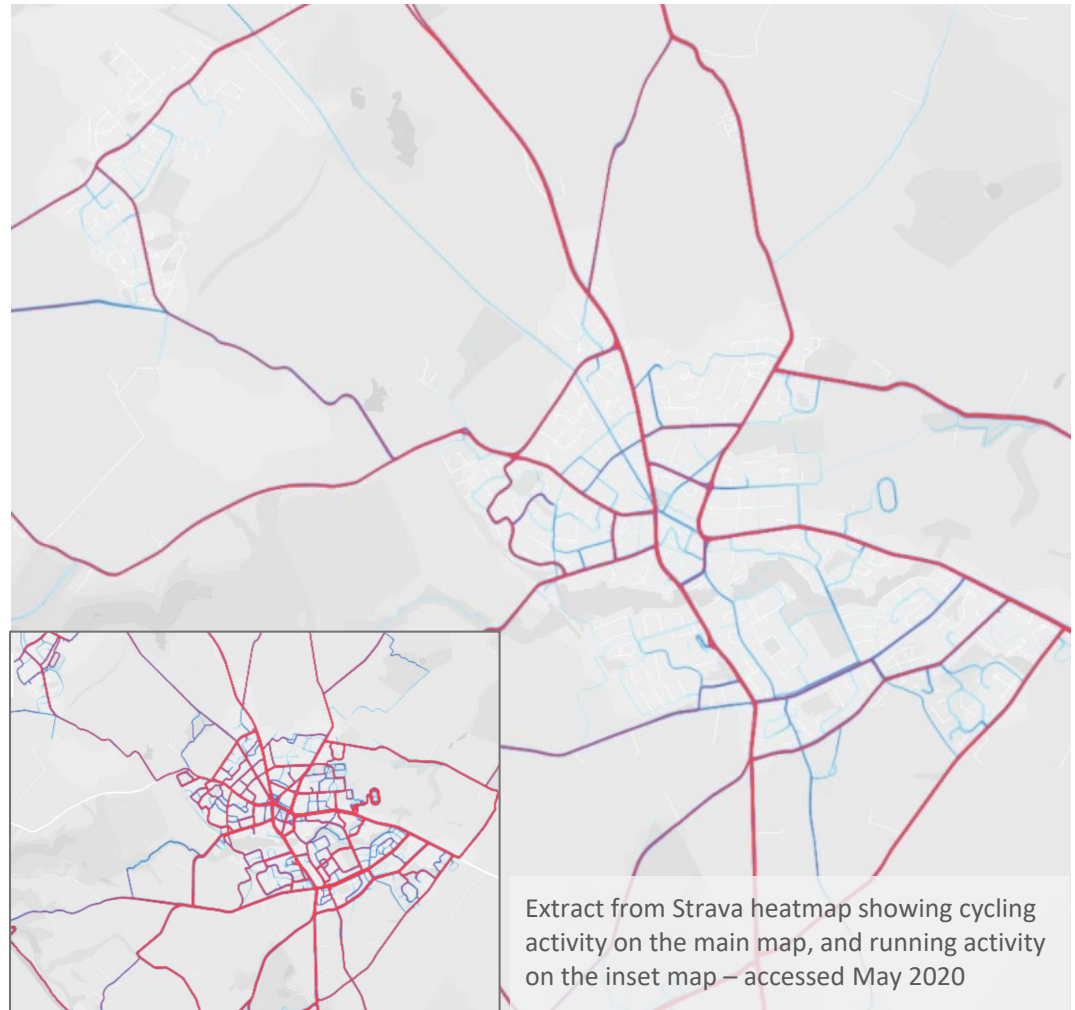 Extract from Strava heatmap showing cycling
activity on the main map, and running activity
on the inset map – accessed May 2020